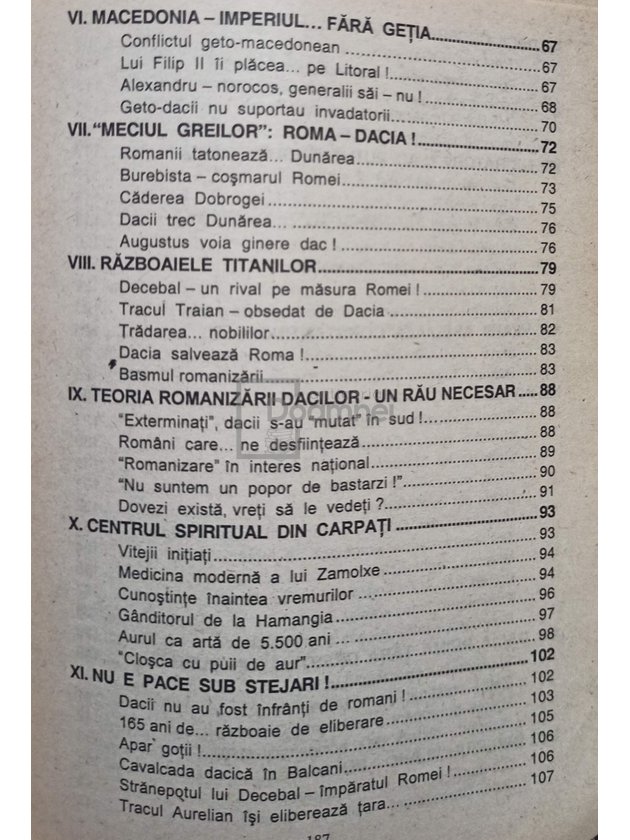 VI. MACEDONIA – IMPERIUL... FĂRĂ GEȚIA......67
Conflictul geto-macedonean......67
Lui Filip II îi plăcea... pe Litoral !......67
Alexandru – norocos, generalii săi – nu !......68
Geto-dacii nu suportau invadatorii......70
VII. “MECIUL GREILOR”: ROMA – DACIA !......72
Romanii tatonează... Dunărea......72
Burebista – coșmarul Romei......73
Căderea Dobrogei......75
Dacii trec Dunărea......76
Augustus voia ginere dac !......76
VIII. RĂZBOAIELE TITANILOR......79
Decebal – un rival pe măsura Romei !......79
Tracul Traian – obsedat de Dacia......81
Trădarea... nobililor......82
Dacia salvează Roma !......83
Basmul romanizării......83
IX. TEORIA ROMANIZĂRII DACILOR - UN RĂU NECESAR.....88
“Exterminați”, dacii s-au “mutat” în sud !......88
Români care... ne desființează......88
“Romanizare” în interes național......89
“Nu suntem un popor de bastarzi !”......90
Dovezi există, vreți să le vedeți ?......91
X. CENTRUL SPIRITUAL DIN CARPAȚI......93
Vitejii inițiați......93
Medicina modernă a lui Zamolxe......94
Cunoștințe înaintea vremurilor......94
Gânditorul de la Hamangia......96
Aurul ca artă de 5.500 ani......97
“Cloșca cu puii de aur”......98
XI. NU E PACE SUB STEJARI !......102
Dacii nu au fost înfrânți de romani !......102
165 ani de... războaie de eliberare......103
Apar goții !......105
Cavalcada dacică în Balcani......106
Strănepotul lui Decebal – împăratul Romei !......106
Tracul Aurelian își eliberează țara......107
187